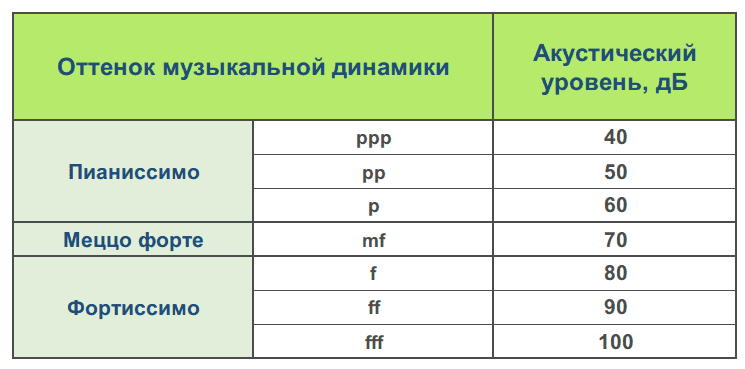 Оттенок музыкальной динамики
Акустический
уровень, дБ
Пианиссимо
ppp
40
pp
50
p
60
Меццо форте
mf
70
Фортиссимо
f
80
ff
90
fff
100